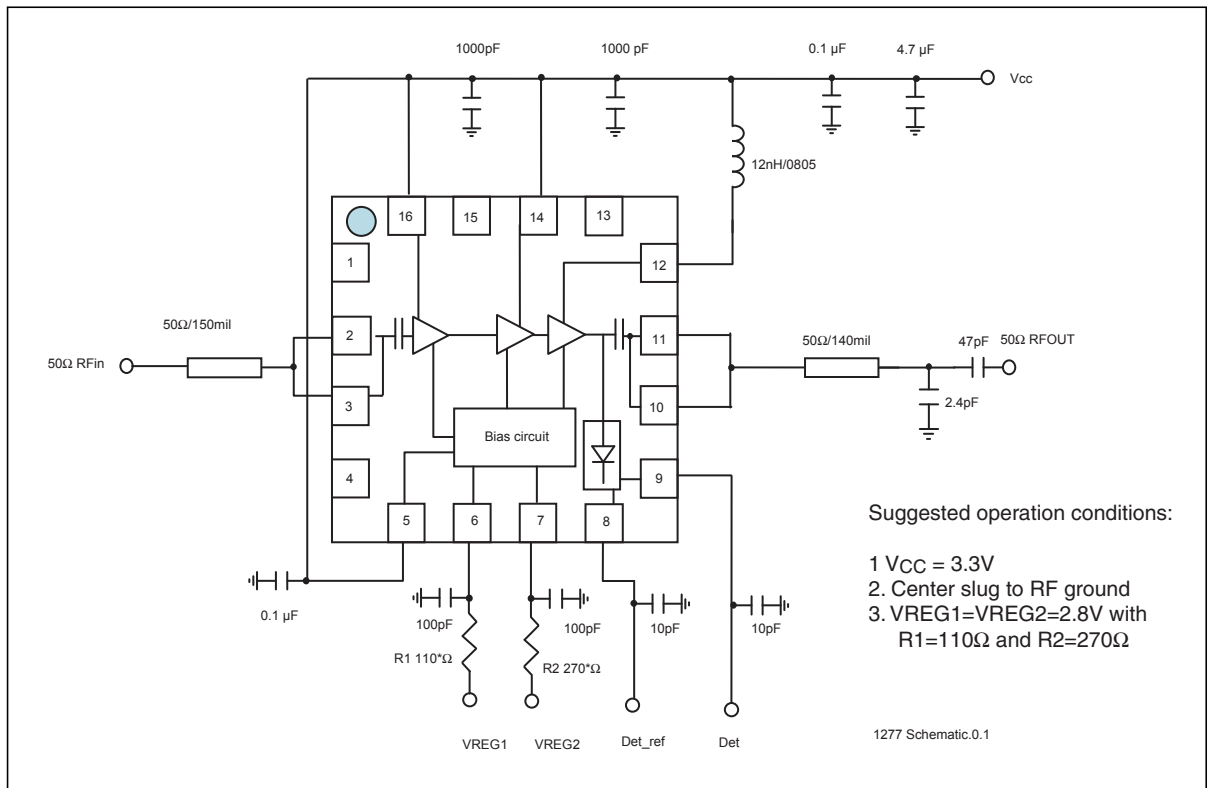 1000pF
1000 pF
0.1 µF
4.7 µF
Vcc
12nH/0805
16
15
14
13
1
12
50Ω/150mil
2
11
50Ω/140mil
47pF
50Ω RFOUT
50Ω RFin
3
10
2.4pF
Bias circuit
4
9
5
6
7
8
0.1 µF
100pF
100pF
10pF
10pF
R1 110*Ω
R2 270*Ω
VREG1
VREG2
Det_ref
Det
Suggested operation conditions:
1 VCC = 3.3V
2. Center slug to RF ground
3. VREG1=VREG2=2.8V with
R1=110Ω and R2=270Ω
1277 Schematic.0.1